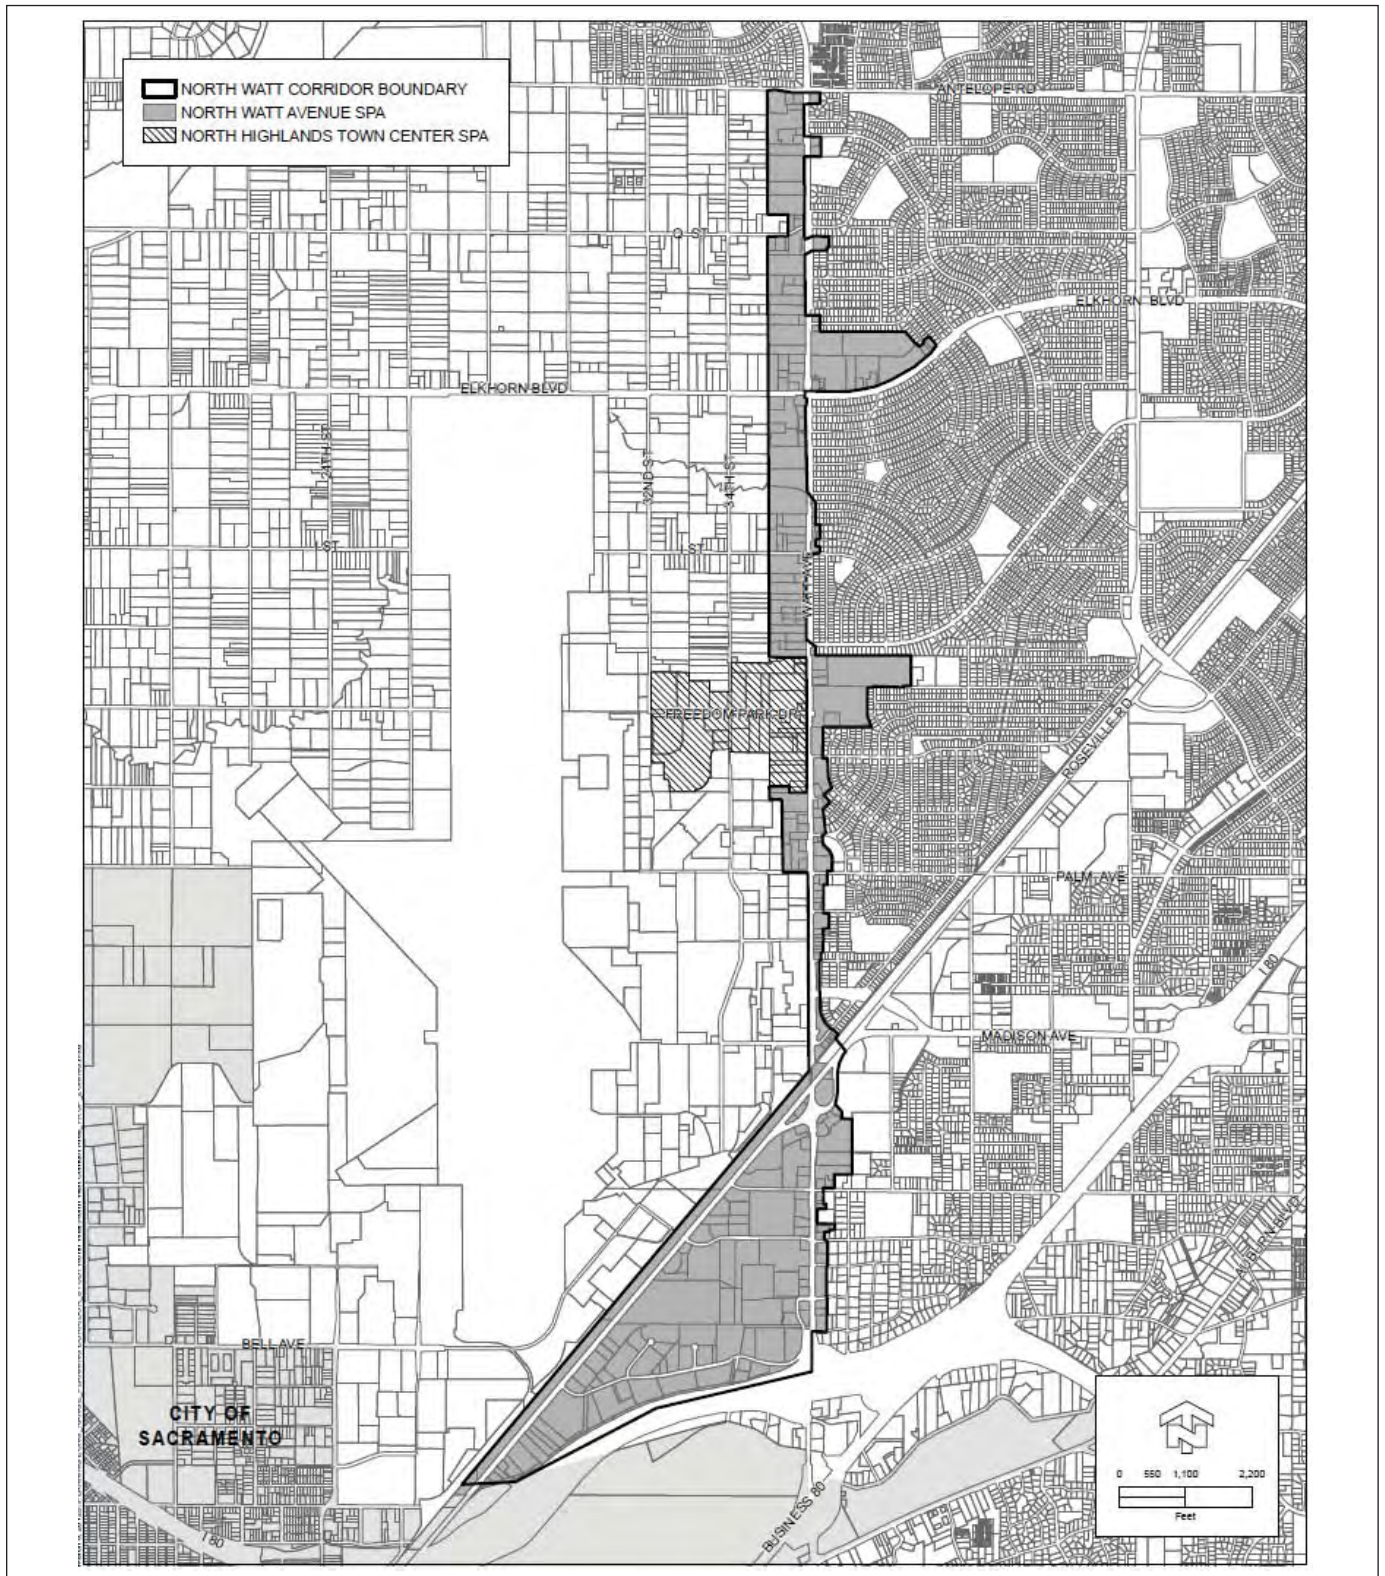 NORTH WATT CORRIDOR BOUNDARY
NORTH WATT AVENUE SPA
NORTH HIGHLANDS TOWN CENTER SPA
ANTELOPE RD
Q ST
ELKHORN BLVD
ELKHORN BLVD
24TH ST
32ND ST
34TH ST
I ST
I ST
WATT AVE
FREEDOM PARK DR
ROSEVILLE RD
PALM AVE
I 80
MADISON AVE
AUBURN BLVD
BELL AVE
CITY OF
SACRAMENTO
I 80
BUSINESS 80
N
0 550 1,100 2,200
Feet